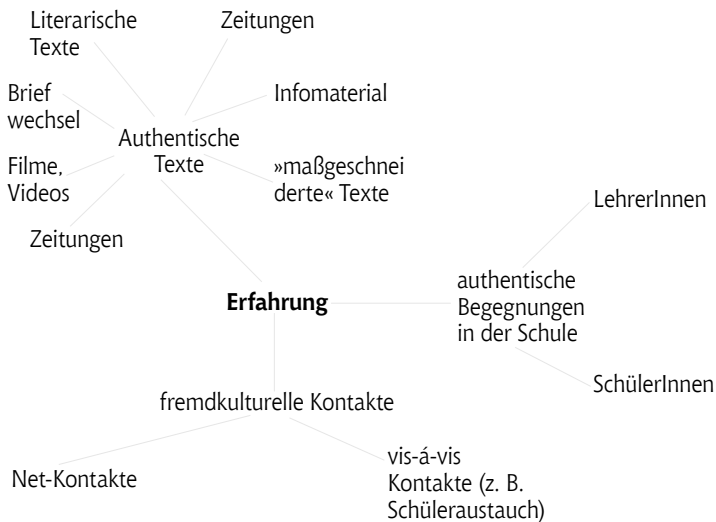 Literarische
Texte
Zeitungen
Brief
wechsel
Infomaterial
Authentische
Texte
Filme,
Videos
»maßgeschnei
derte« Texte
Zeitungen
LehrerInnen
Erfahrung
authentische
Begegnungen
in der Schule
SchülerInnen
fremdkulturelle Kontakte
Net-Kontakte
vis-á-vis
Kontakte (z. B.
Schüleraustauch)